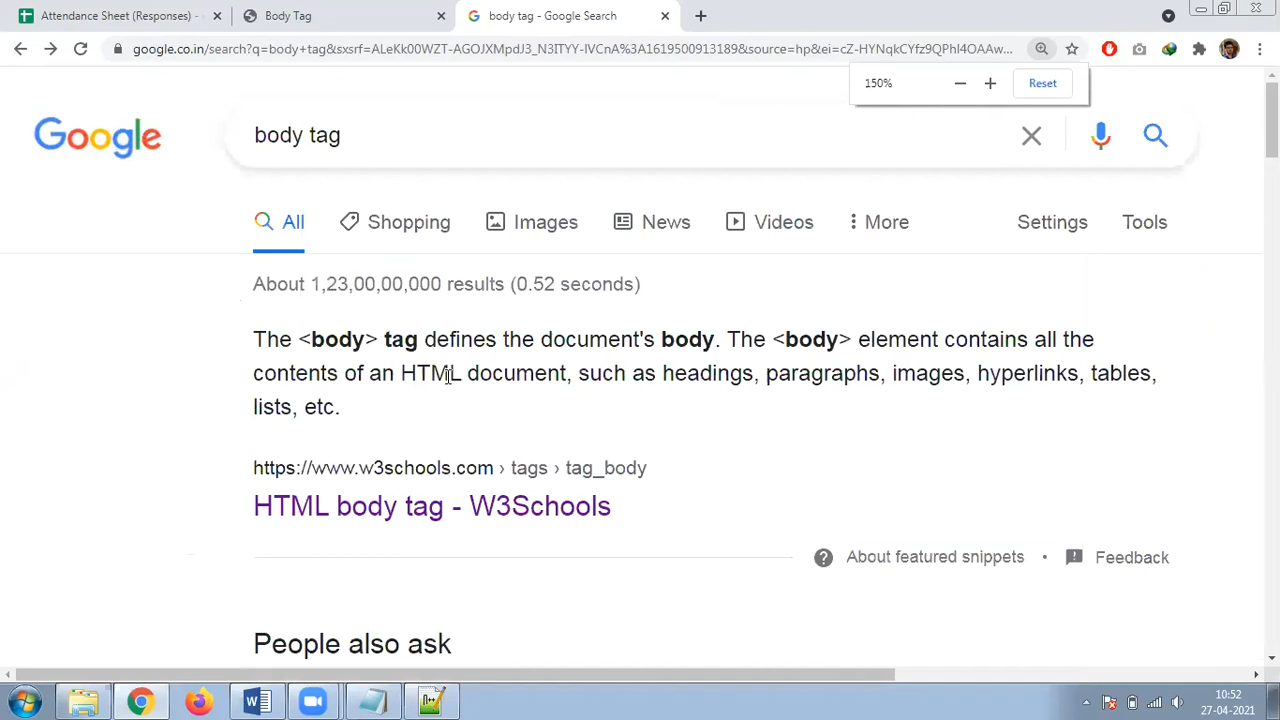 Attendance Sheet (Responses) -
Body Tag
body tag - Google Search
google.co.in/search?q=body+tag&sxsrf=ALeKk00WZT-AGOJXMpdJ3_N3ITYY-IVCnA%3A1619500913189&source=hp&ei=cZ-HYNqkCYfz9QPhl4OAAw...
150%
Reset
Google
body tag
All
Shopping
Images
News
Videos
More
Settings
Tools
About 1,23,00,00,000 results (0.52 seconds)
The <body> tag defines the document's body. The <body> element contains all the
contents of an HTML document, such as headings, paragraphs, images, hyperlinks, tables,
lists, etc.
https://www.w3schools.com › tags › tag_body
HTML body tag - W3Schools
About featured snippets
•
Feedback
People also ask
10:52
27-04-2021